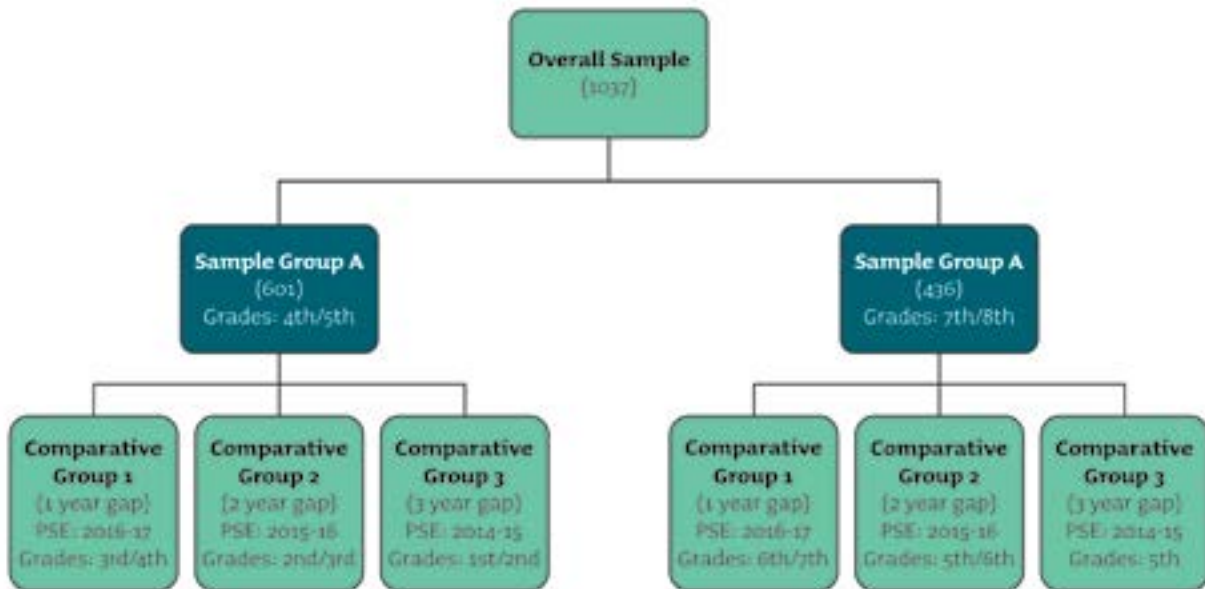 Overall Sample
(1037)
Sample Group A
(601)
Grades: 4th/5th
Sample Group A
(436)
Grades: 7th/8th
Comparative
Group 1
(1 year gap)
PSE: 2016-17
Grades: 3rd/4th
Comparative
Group 2
(2 year gap)
PSE: 2015-16
Grades: 2nd/3rd
Comparative
Group 3
(3 year gap)
PSE: 2014-15
Grades: 1st/2nd
Comparative
Group 1
(1 year gap)
PSE: 2016-17
Grades: 6th/7th
Comparative
Group 2
(2 year gap)
PSE: 2015-16
Grades: 5th/6th
Comparative
Group 3
(3 year gap)
PSE: 2014-15
Grades: 5th